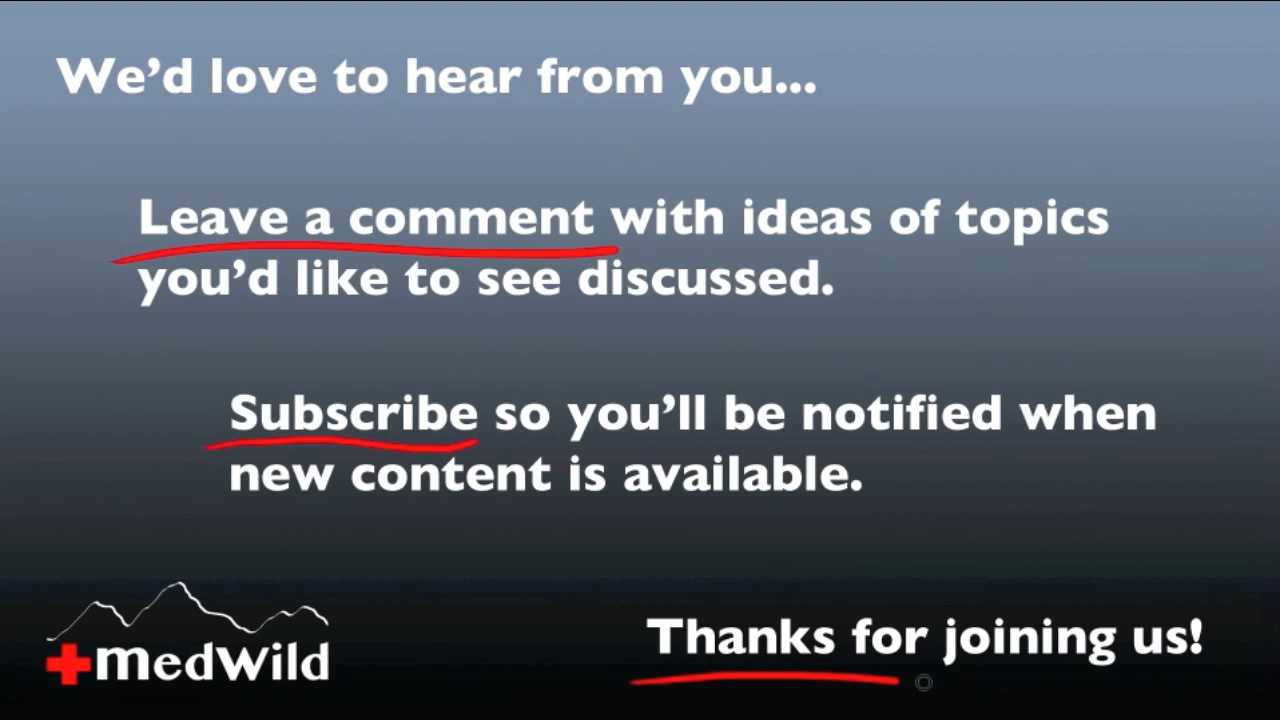 We’d love to hear from you...
Leave a comment with ideas of topics
you’d like to see discussed.
Subscribe so you’ll be notified when
new content is available.
medWild
Thanks for joining us!